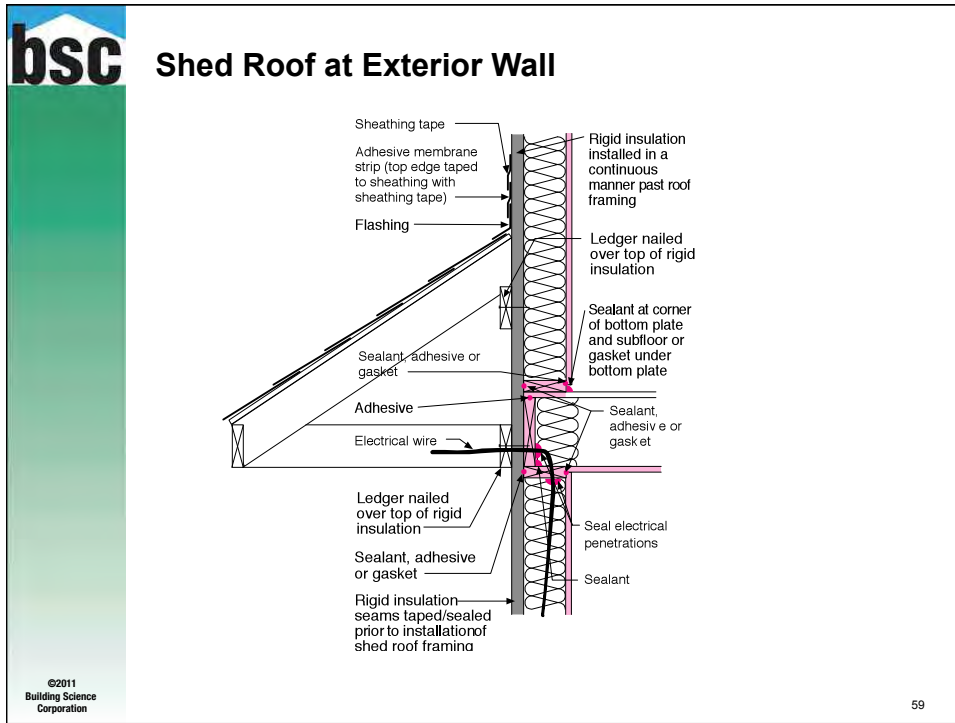 bsc
Shed Roof at Exterior Wall
Sheathing tape
Adhesive membrane
strip (top edge taped
to sheathing with
sheathing tape)
Flashing
Rigid insulation
installed in a
continuous
manner past roof
framing
Ledger nailed
over top of rigid
insulation
Sealant at corner
of bottom plate
and subfloor or
gasket under
bottom plate
Sealant, adhesive or
gasket
Adhesive
Electrical wire
Sealant,
adhesiv e or
gask et
Ledger nailed
over top of rigid
insulation
Sealant, adhesive
or gasket
Rigid insulation
seams taped/sealed
prior to installationof
shed roof framing
Seal electrical
penetrations
Sealant
©2011
Building Science
Corporation
59